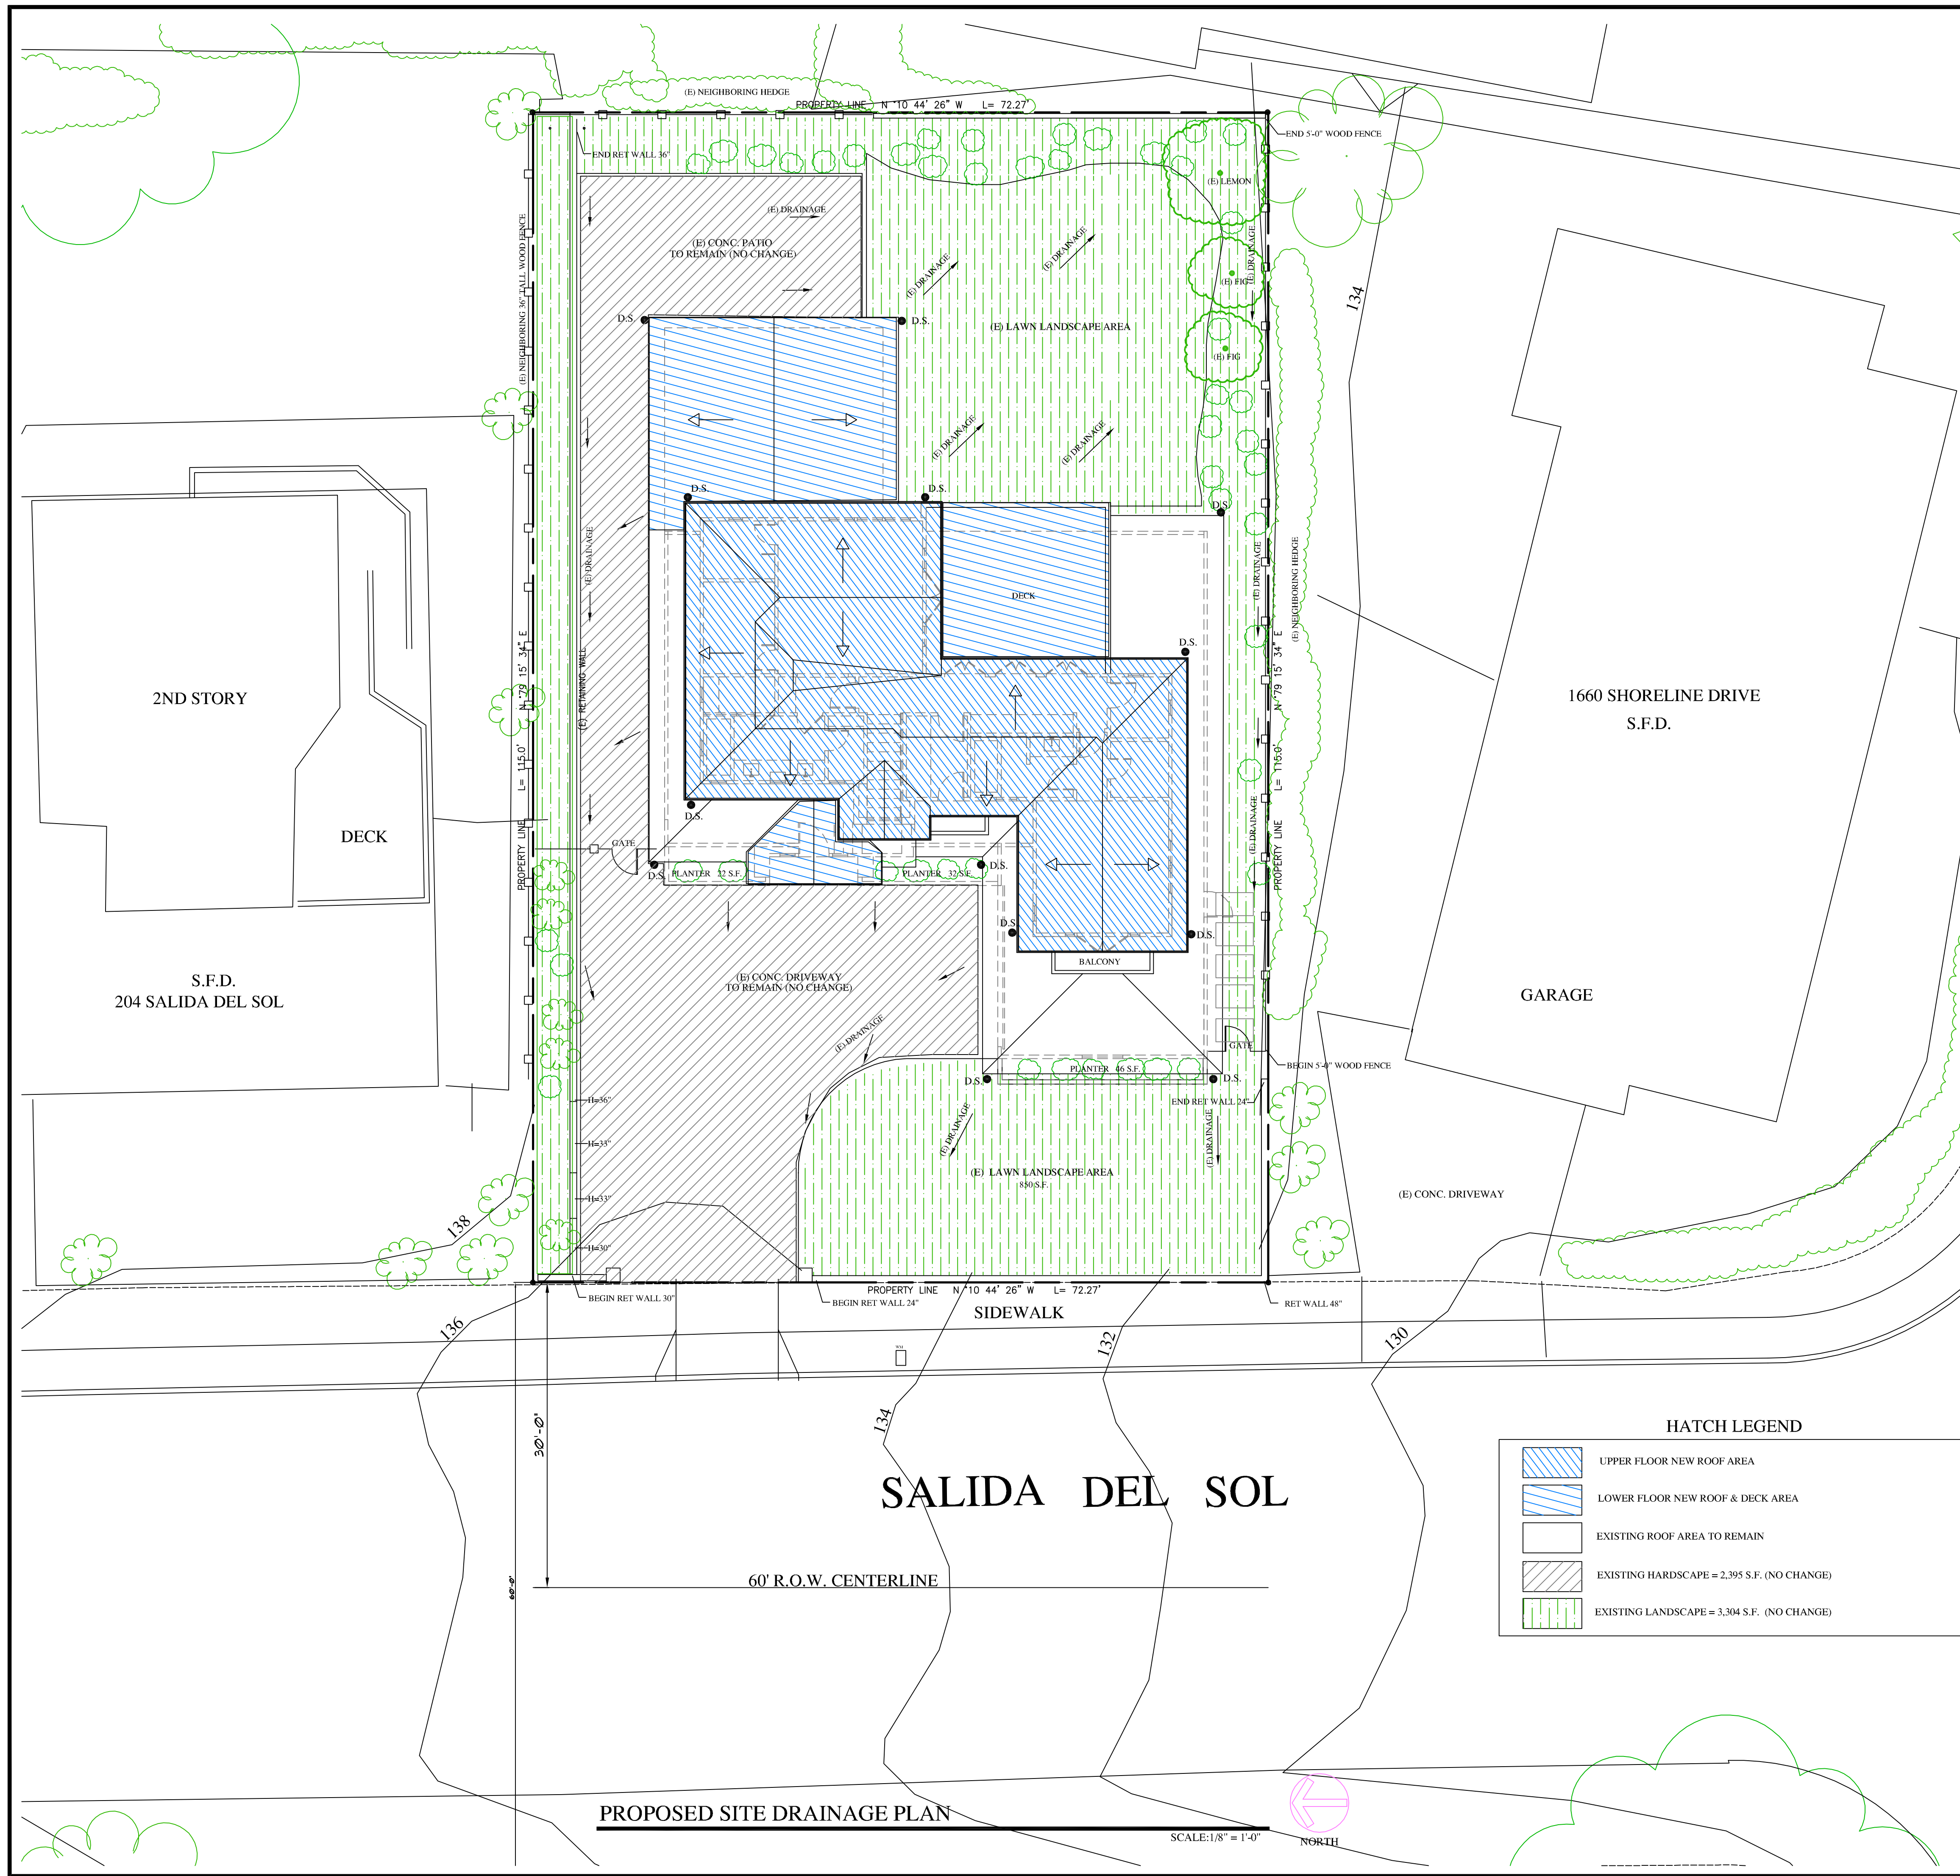 (E) NEIGHBORING HEDGE
PROPERTY LINE N °10 44' 26" W L= 72.27'
END 5'-0" WOOD FENCE
END RET WALL 36"
(E) LEMON
(E) DRAINAGE
(E) CONC. PATIO
TO REMAIN (NO CHANGE)
(E) DRAINAGE
(E) DRAINAGE
(E) DRAINAGE
(E) FIG
134
(E) NEIGHBORING 36" TALL WOOD FENCE
D.S.
D.S.
(E) LAWN LANDSCAPE AREA
(E) FIG
(E) DRAINAGE
(E) DRAINAGE
D.S.
D.S.
D.S.
(E) DRAINAGE
(E) DRAINAGE
(E) NEIGHBORING HEDGE
DECK
D.S.
(E) RETAINING WALL
PROPERTY LINE L= 115.0' N °79 15' 34" E
PROPERTY LINE L= 115.0' N °79 15' 34" E
2ND STORY
1660 SHORELINE DRIVE
S.F.D.
D.S.
DECK
GATE
(E) DRAINAGE
D.S.
PLANTER 22 S.F.
PLANTER 32 S.F.
D.S.
D.S.
D.S.
BALCONY
S.F.D.
204 SALIDA DEL SOL
(E) CONC. DRIVEWAY
TO REMAIN (NO CHANGE)
GARAGE
(E) DRAINAGE
GATE
BEGIN 5'-0" WOOD FENCE
PLANTER 46 S.F.
D.S.
D.S.
H=36"
END RET WALL 24"
(E) DRAINAGE
(E) DRAINAGE
H=33"
(E) LAWN LANDSCAPE AREA
850 S.F.
H=33"
(E) CONC. DRIVEWAY
138
H=30"
PROPERTY LINE N °10 44' 26" W L= 72.27'
BEGIN RET WALL 30"
BEGIN RET WALL 24"
RET WALL 48"
SIDEWALK
136
132
130
WM
134
30'-0"
HATCH LEGEND
UPPER FLOOR NEW ROOF AREA
LOWER FLOOR NEW ROOF & DECK AREA
EXISTING ROOF AREA TO REMAIN
EXISTING HARDSCAPE = 2,395 S.F. (NO CHANGE)
EXISTING LANDSCAPE = 3,304 S.F. (NO CHANGE)
SALIDA DEL SOL
60' R.O.W. CENTERLINE
60'-0"
PROPOSED SITE DRAINAGE PLAN
SCALE:1/8" = 1'-0"
NORTH